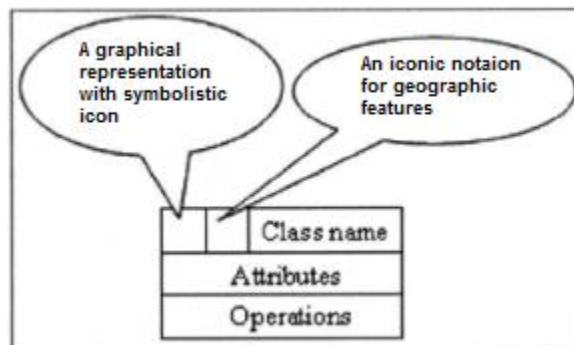 A graphical
representation
with symbolistic
icon
An iconic notaion
for geographic
features
Class name
Attributes
Operations